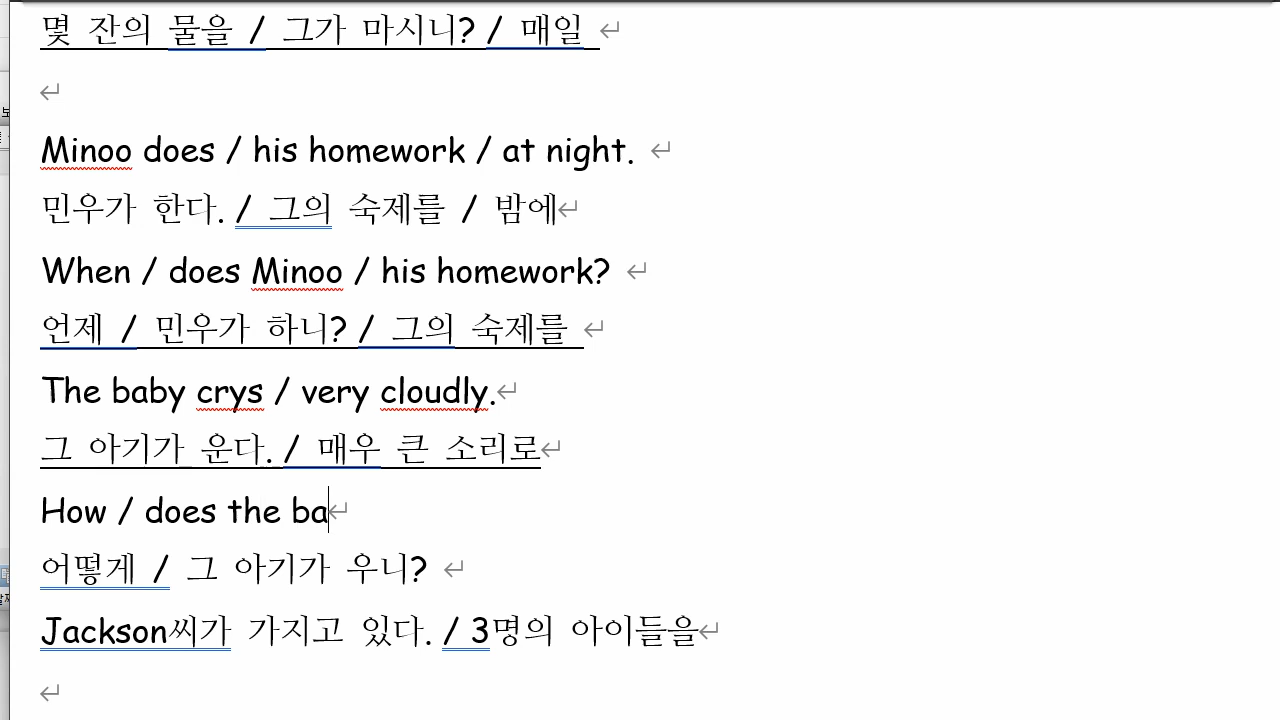 몇 잔의 물을 / 그가 마시니? / 매일
Minoo does / his homework / at night.
민우가 한다. / 그의 숙제를 / 밤에
When / does Minoo / his homework?
언제 / 민우가 하니? / 그의 숙제를
The baby crys / very cloudly.
그 아기가 운다. / 매우 큰 소리로
How / does the ba
어떻게 / 그 아기가 우니?
Jackson씨가 가지고 있다. / 3명의 아이들을